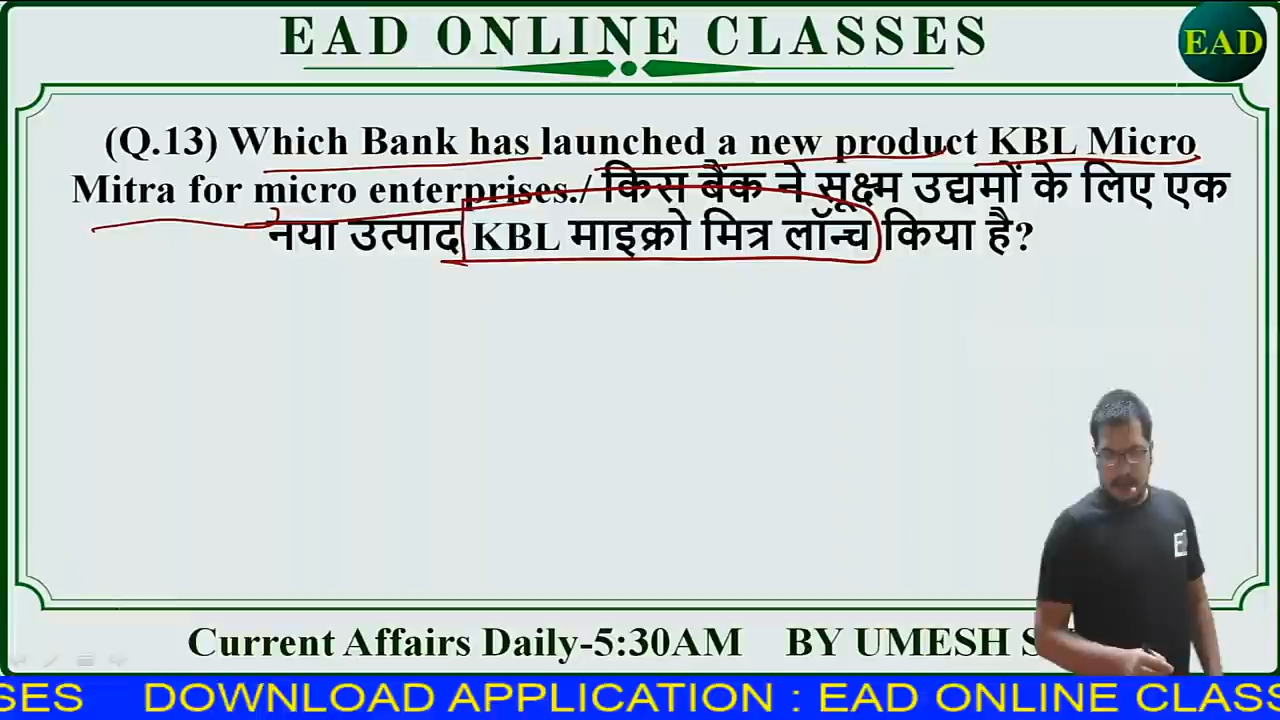 EAD ONLINE CLASSES
EAD
(Q.13) Which Bank has launched a new product KBL Micro
Mitra for micro enterprises./ किस बैंक ने सूक्ष्म उद्यमों के लिए एक
नया उत्पाद KBL माइक्रो मित्र लॉन्च किया है?
Current Affairs Daily-5:30AM BY UMESH S
SES DOWNLOAD APPLICATION : EAD ONLINE CLASS